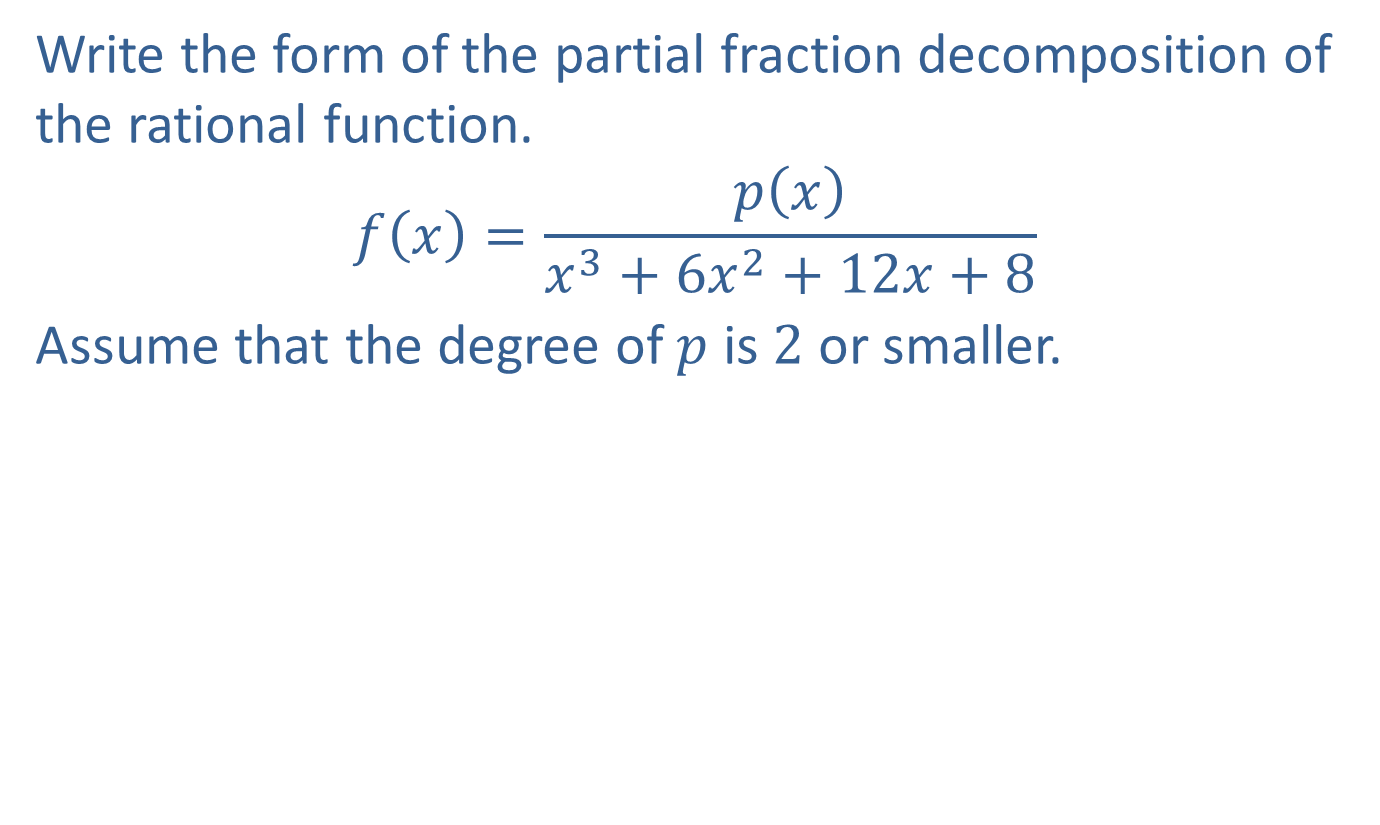 Write the form of the partial fraction decomposition of
the rational function.
f(x) = p(x) / (x³ + 6x² + 12x + 8)
Assume that the degree of p is 2 or smaller.